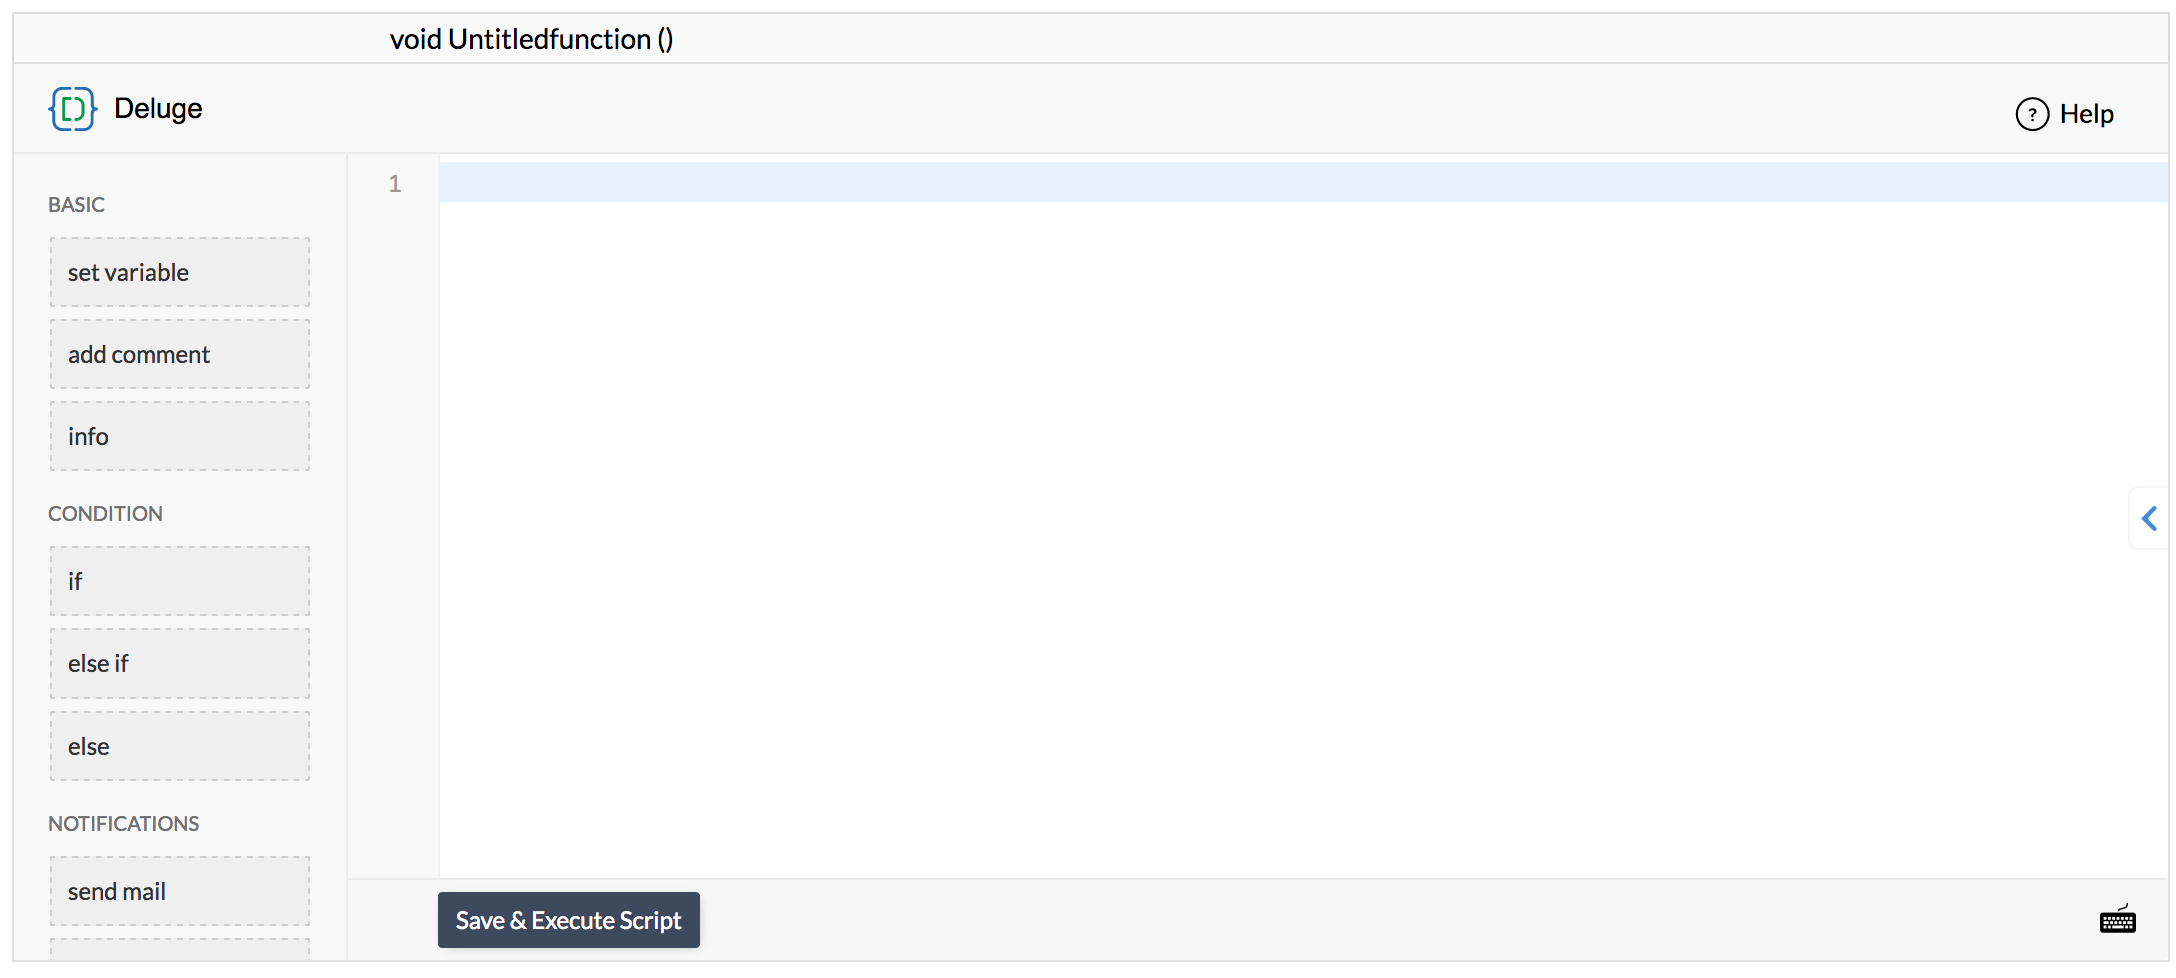 void Untitledfunction ()
Deluge
? Help
BASIC
set variable
add comment
info
CONDITION
if
else if
else
NOTIFICATIONS
send mail
1
Save & Execute Script